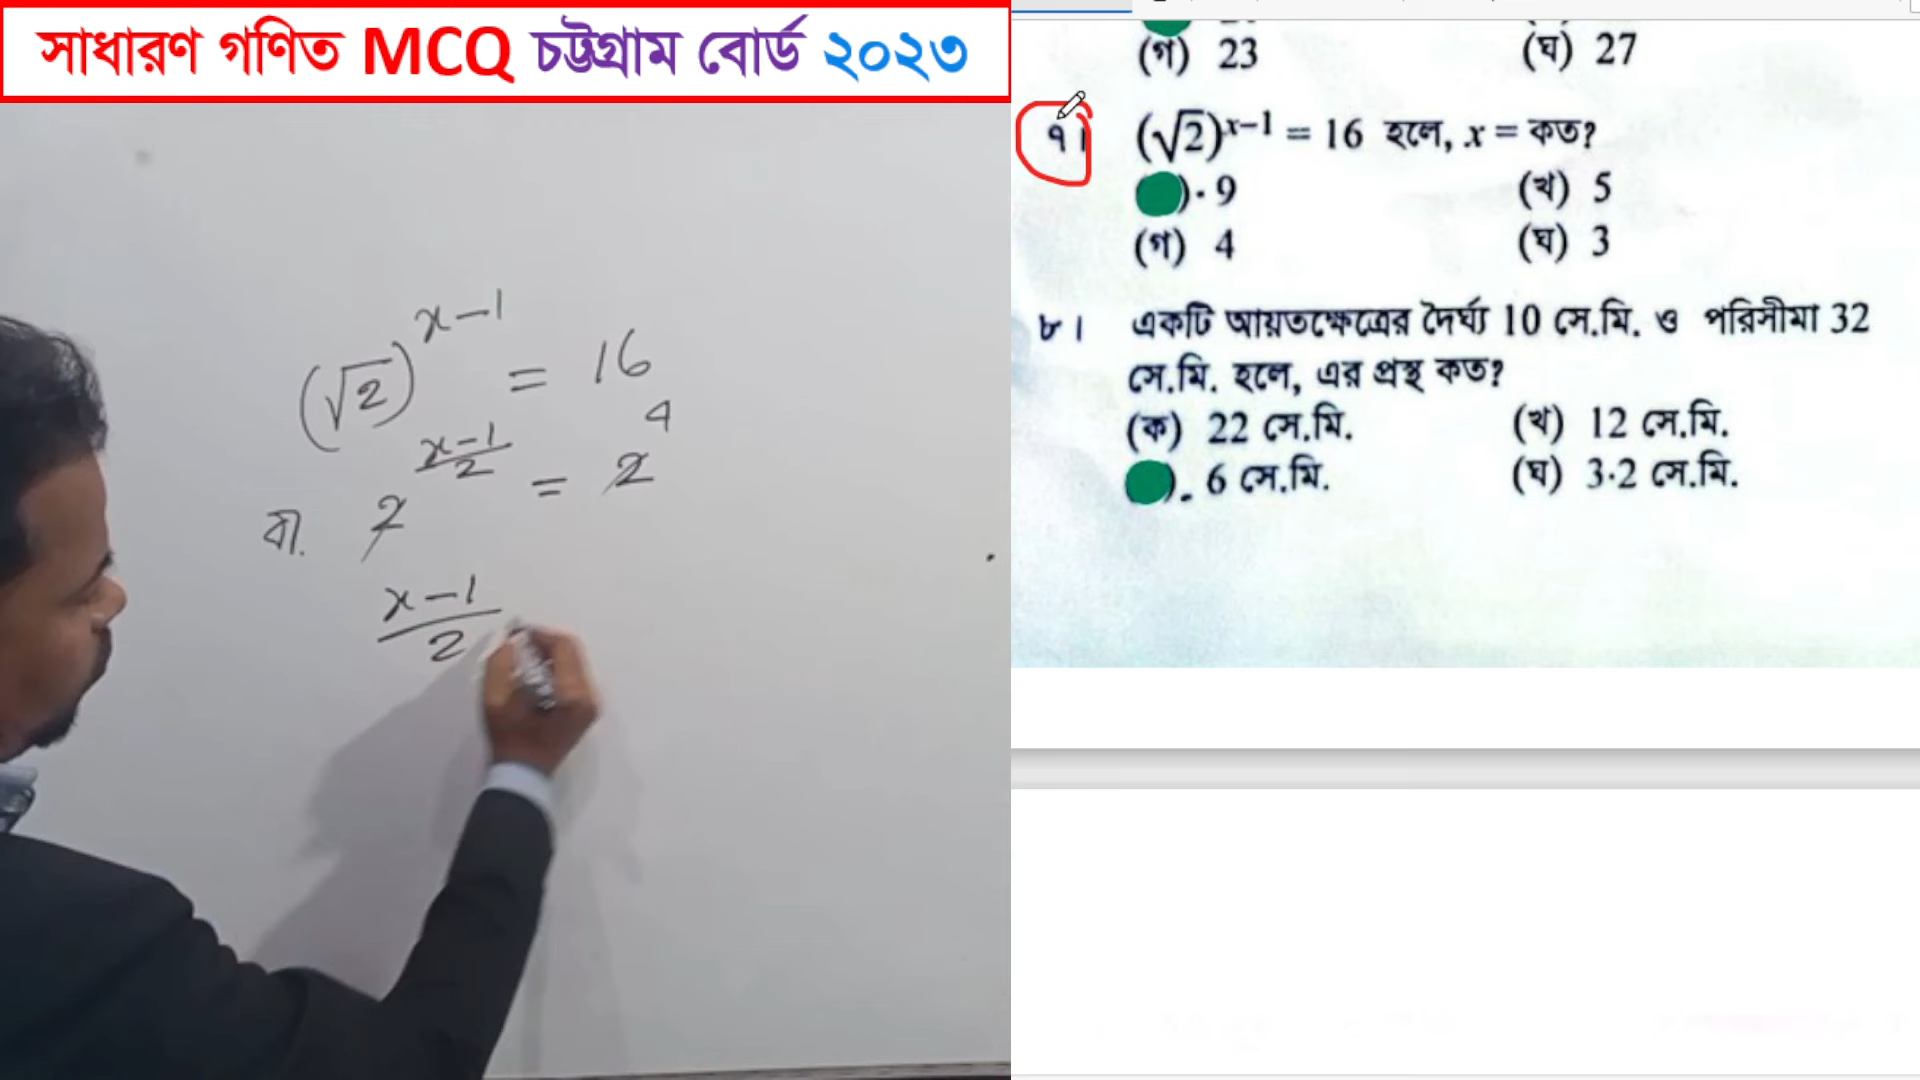 সাধারণ গণিত MCQ চট্টগ্রাম বোর্ড ২০২৩
(√2)^x−1 = 16
বা. 2^x−1/2 = 2^4
x−1/2
(গ) 23 (ঘ) 27
৭। (√2)^x−1 = 16 হলে, x = কত?
) · 9 (খ) 5
(গ) 4 (ঘ) 3
৮। একটি আয়তক্ষেত্রের দৈর্ঘ্য 10 সে.মি. ও পরিসীমা 32
সে.মি. হলে, এর প্রস্থ কত?
(ক) 22 সে.মি. (খ) 12 সে.মি.
). 6 সে.মি. (ঘ) 3·2 সে.মি.